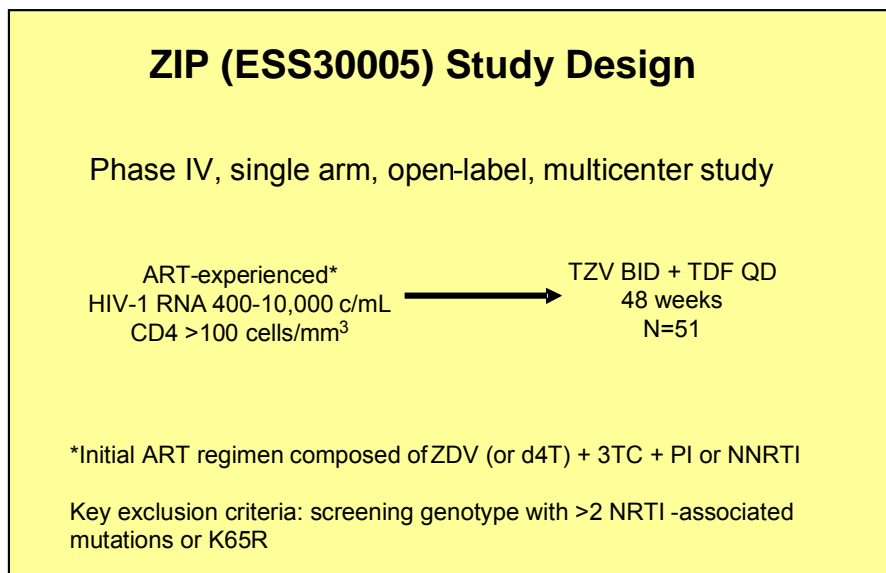 ZIP (ESS30005) Study Design
Phase IV, single arm, open-label, multicenter study
ART-experienced*
HIV-1 RNA 400-10,000 c/mL
CD4 >100 cells/mm³
TZV BID + TDF QD
48 weeks
N=51
*Initial ART regimen composed of ZDV (or d4T) + 3TC + PI or NNRTI
Key exclusion criteria: screening genotype with >2 NRTI -associated
mutations or K65R